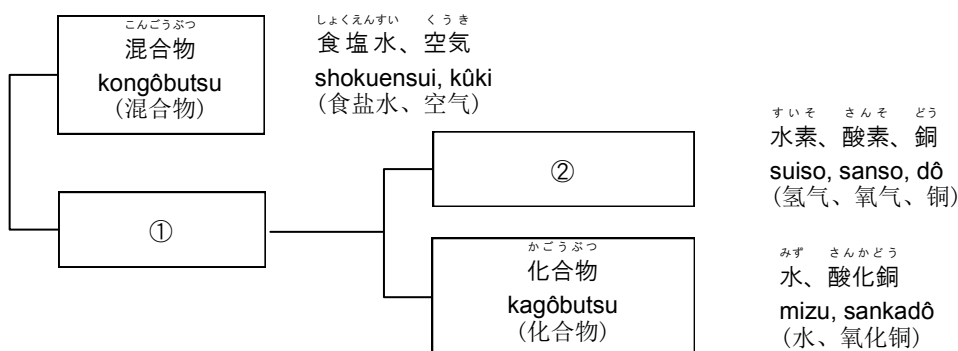 こんごうぶつ
混合物
kongôbutsu
(混合物)
しょくえんすい くうき
食塩水、空気
shokuensui, kûki
(食盐水、空气)
①
②
すいそ さんそ どう
水素、酸素、銅
suiso, sanso, dô
(氢气、氧气、铜)
かごうぶつ
化合物
kagôbutsu
(化合物)
みず さんかどう
水、酸化銅
mizu, sankadô
(水、氧化铜)